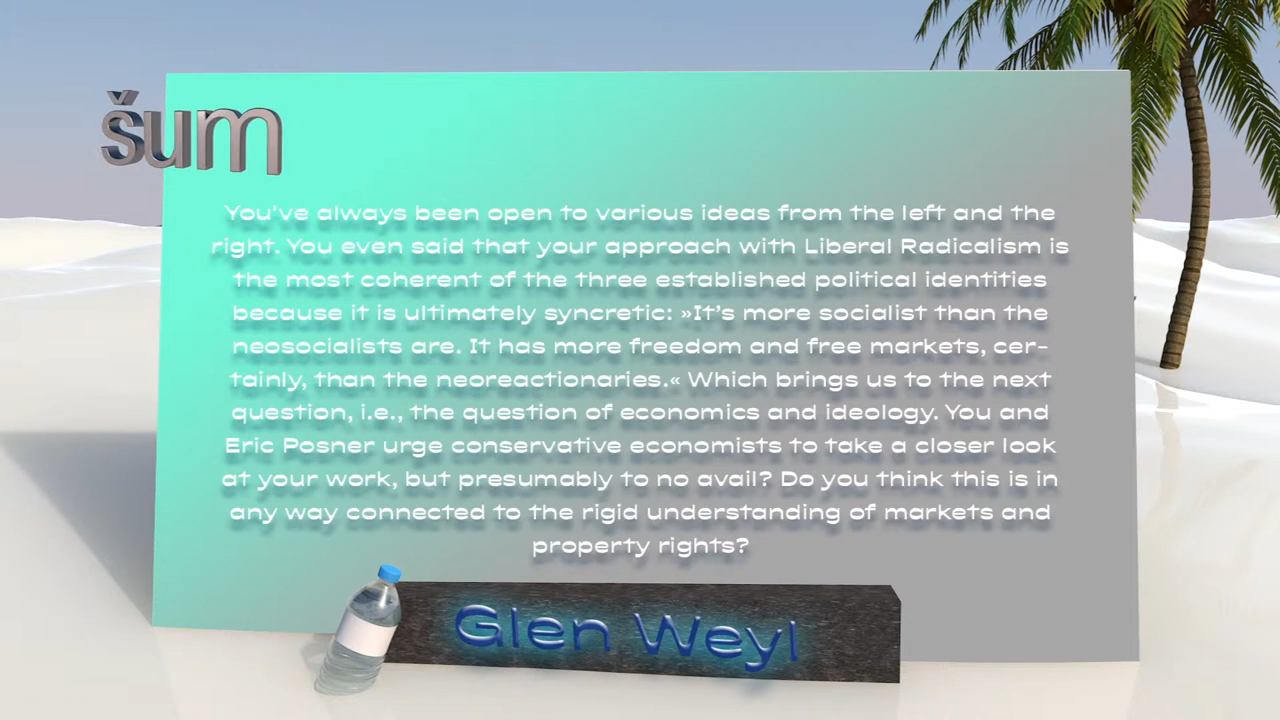 šum
You've always been open to various ideas from the left and the
right. You even said that your approach with Liberal Radicalism is
the most coherent of the three established political identities
because it is ultimately syncretic: »It’s more socialist than the
neosocialists are. It has more freedom and free markets, cer-
tainly, than the neoreactionaries.« Which brings us to the next
question, i.e., the question of economics and ideology. You and
Eric Posner urge conservative economists to take a closer look
at your work, but presumably to no avail? Do you think this is in
any way connected to the rigid understanding of markets and
property rights?
Glen Weyl